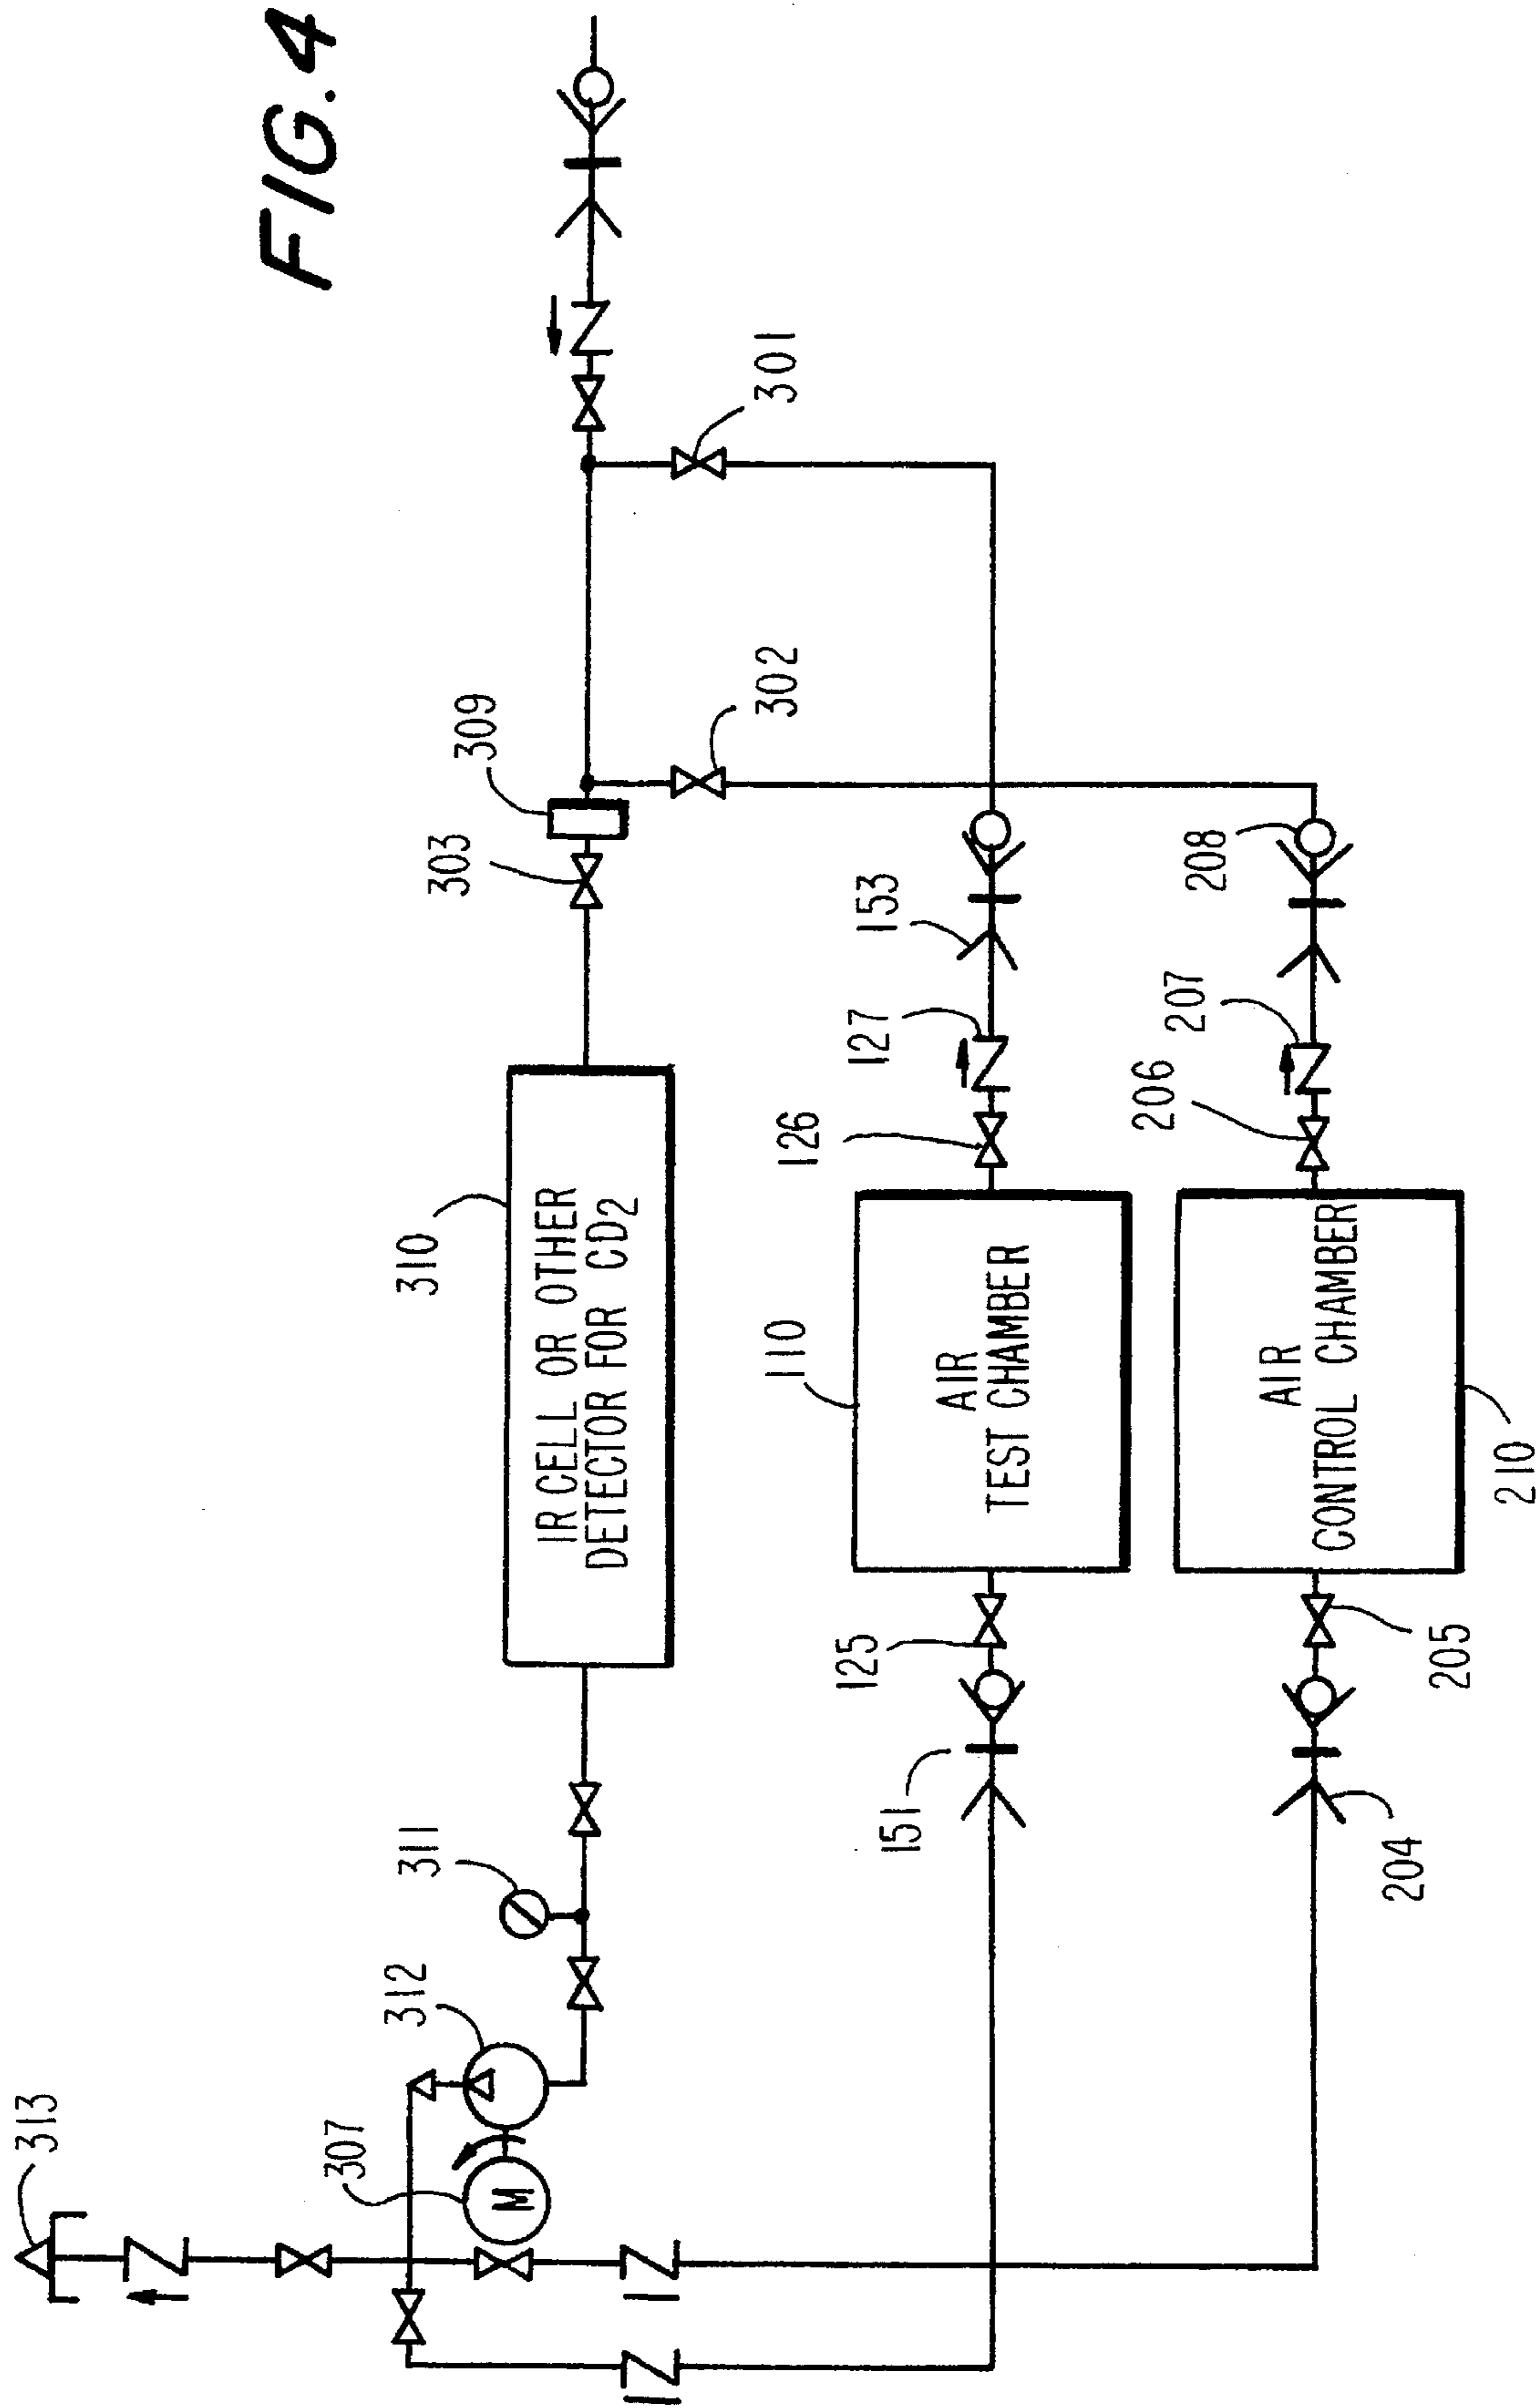 FIG.4
313
307
312
311
310
303
309
IR CELL OR OTHER
DETECTOR FOR CD₂
302
301
110
126
125
151
127
153
AIR
TEST CHAMBER
206
207
208
AIR
CONTROL CHAMBER
204
205
210
M